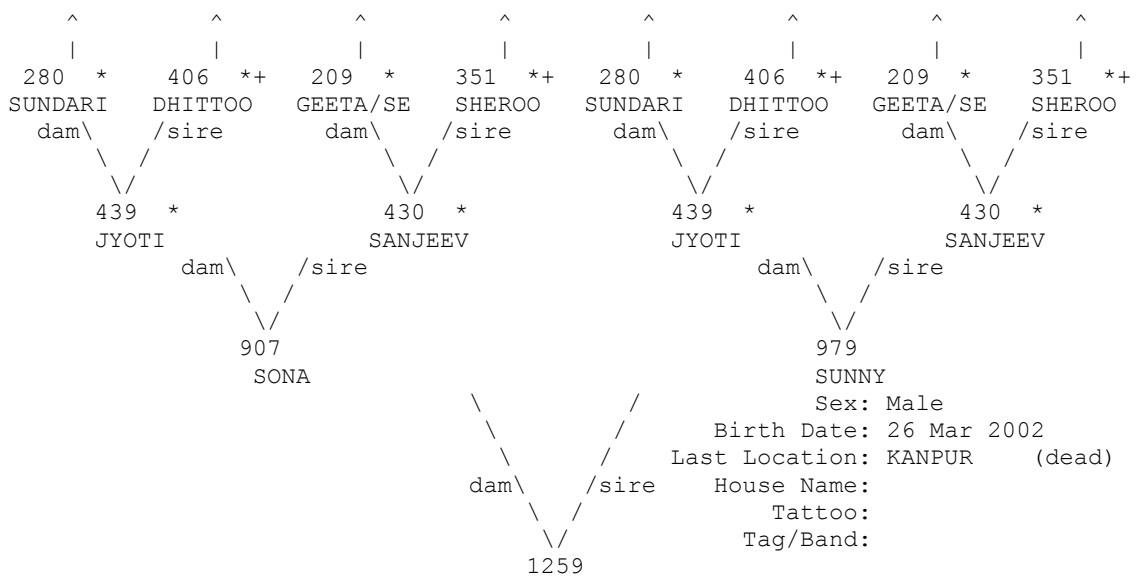 ^ ^ ^ ^ ^ ^ ^ ^
| | | | | | | |
280 * 406 *+ 209 * 351 *+ 280 * 406 *+ 209 * 351 *+
SUNDARI DHITTOO GEETA/SE SHEROO SUNDARI DHITTOO GEETA/SE SHEROO
dam\ /sire dam\ /sire dam\ /sire dam\ /sire
\ / \ / \ / \ /
\/ \/ \/ \/
439 * 430 * 439 * 430 *
JYOTI SANJEEV JYOTI SANJEEV
dam\ /sire dam\ /sire
\ / \ /
\/ \/
907 979
SONA SUNNY
\ / Sex: Male
\ / Birth Date: 26 Mar 2002
\ / Last Location: KANPUR (dead)
dam\ /sire House Name:
\ / Tattoo:
\/ Tag/Band:
1259